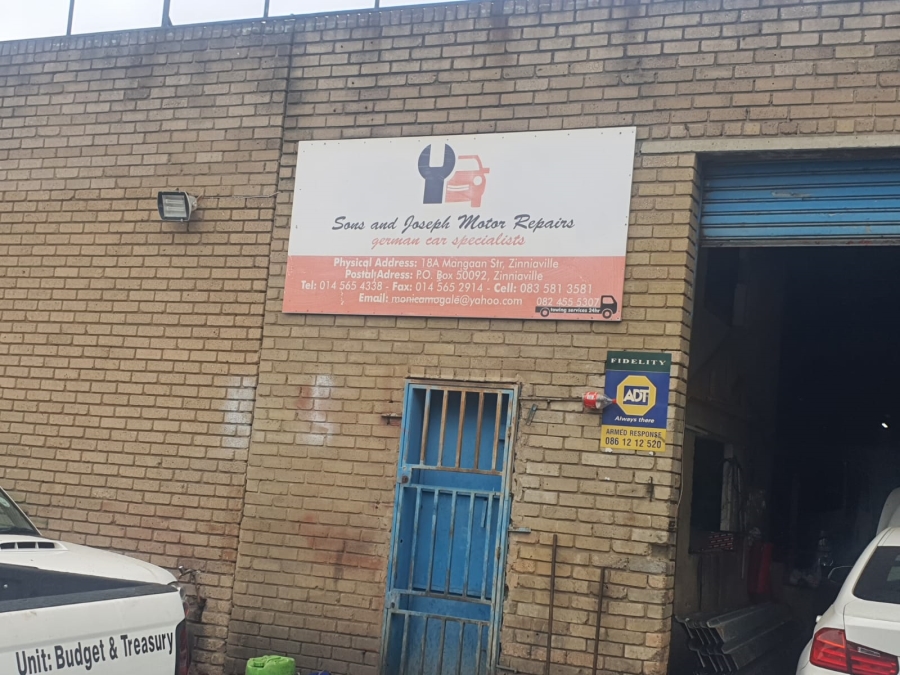 Sons and Joseph Motor Repairs
german car specialists
Physical Address: 18A Mangaan Str, Zinniaville
Postal Adress: P.O. Box 50092, Zinniaville
Tel: 014 565 4338 - Fax: 014 565 2914 - Cell: 083 581 3581
Email: monicamogale@yahoo.com
082 455 5307
towing services 24hr
FIDELITY
ADT
Always there
ARMED RESPONSE
086 12 12 520
Unit: Budget & Treasury